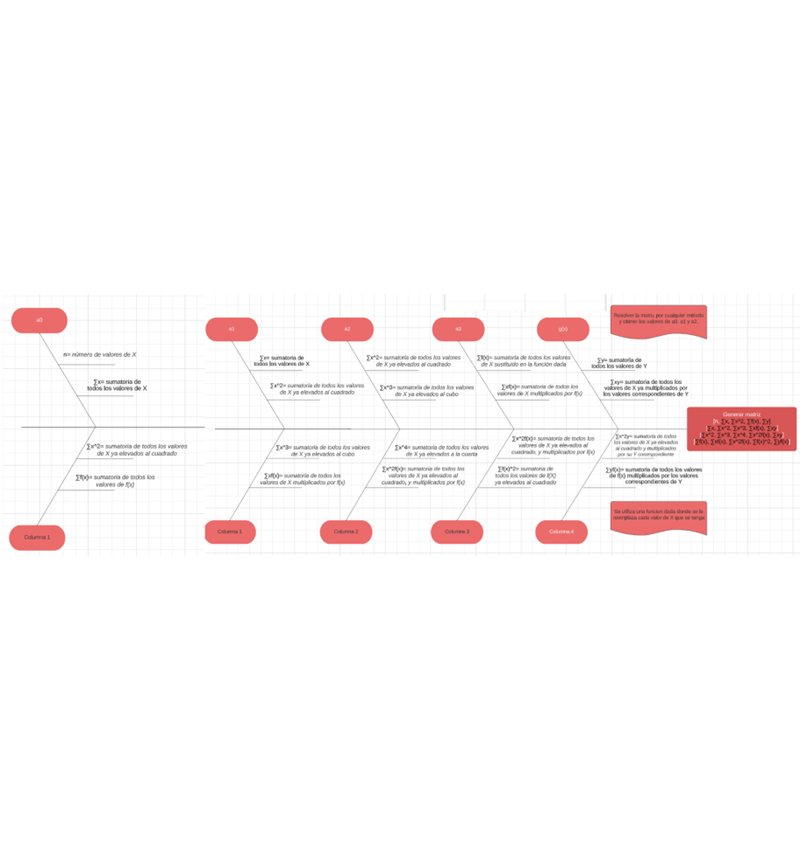 a0
n= número de valores de X
∑x= sumatoria de
todos los valores de X
∑x^2= sumatoria de todos los valores
de X ya elevados al cuadrado
∑f(x)= sumatoria de todos los
valores de f(x)
Columna 1
a1
∑x= sumatoria de
todos los valores de X
∑x^2= sumatoria de todos los valores
de X ya elevados al cuadrado
∑x^3= sumatoria de todos los valores
de X ya elevados al cubo
∑xf(x)= sumatoria de todos los
valores de X multiplicados por f(x)
Columna 1
a2
∑x^2= sumatoria de todos los valores
de X ya elevados al cuadrado
∑x^3= sumatoria de todos los valores
de X ya elevados al cubo
∑x^4= sumatoria de todos los valores
de X ya elevados a la cuarta
∑x^2f(x)= sumatoria de todos los
valores de X ya elevados al
cuadrado, y multiplicados por f(x)
Columna 2
a3
∑f(x)= sumatoria de todos los valores
de X sustituido en la función dada
∑xf(x)= sumatoria de todos los
valores de X multiplicados por f(x)
∑x^2f(x)= sumatoria de todos los
valores de X ya elevados al
cuadrado, y multiplicados por f(x)
∑f(x)^2= sumatoria de
todos los valores de f(X)
ya elevados al cuadrado
Columna 3
g(x)
∑y= sumatoria de
todos los valores de Y
∑xy= sumatoria de todos los
valores de X ya multiplicados por
los valores correspondientes de Y
∑x^2y= sumatoria de todos
los valores de X ya elevados
al cuadrado y multiplicados
por su Y correspondiente
∑yf(x)= sumatoria de todos los valores
de f(x) multiplicados por los valores
correspondientes de Y
Columna 4
Resolver la matriz por cualquier método
y obtener los valores de a0, a1 y a2.
Generar matriz
∑x, ∑x^2, ∑f(x), ∑y|
∑x, ∑x^2, ∑x^3, ∑xf(x), ∑xy|
∑x^2, ∑x^3, ∑x^4, ∑x^2f(x), ∑x^2y
∑f(x), ∑xf(x), ∑x^2f(x), ∑f(x)^2, ∑yf(x)
Se utiliza una funcion dada donde se le
reemplaza cada valor de X que se tenga